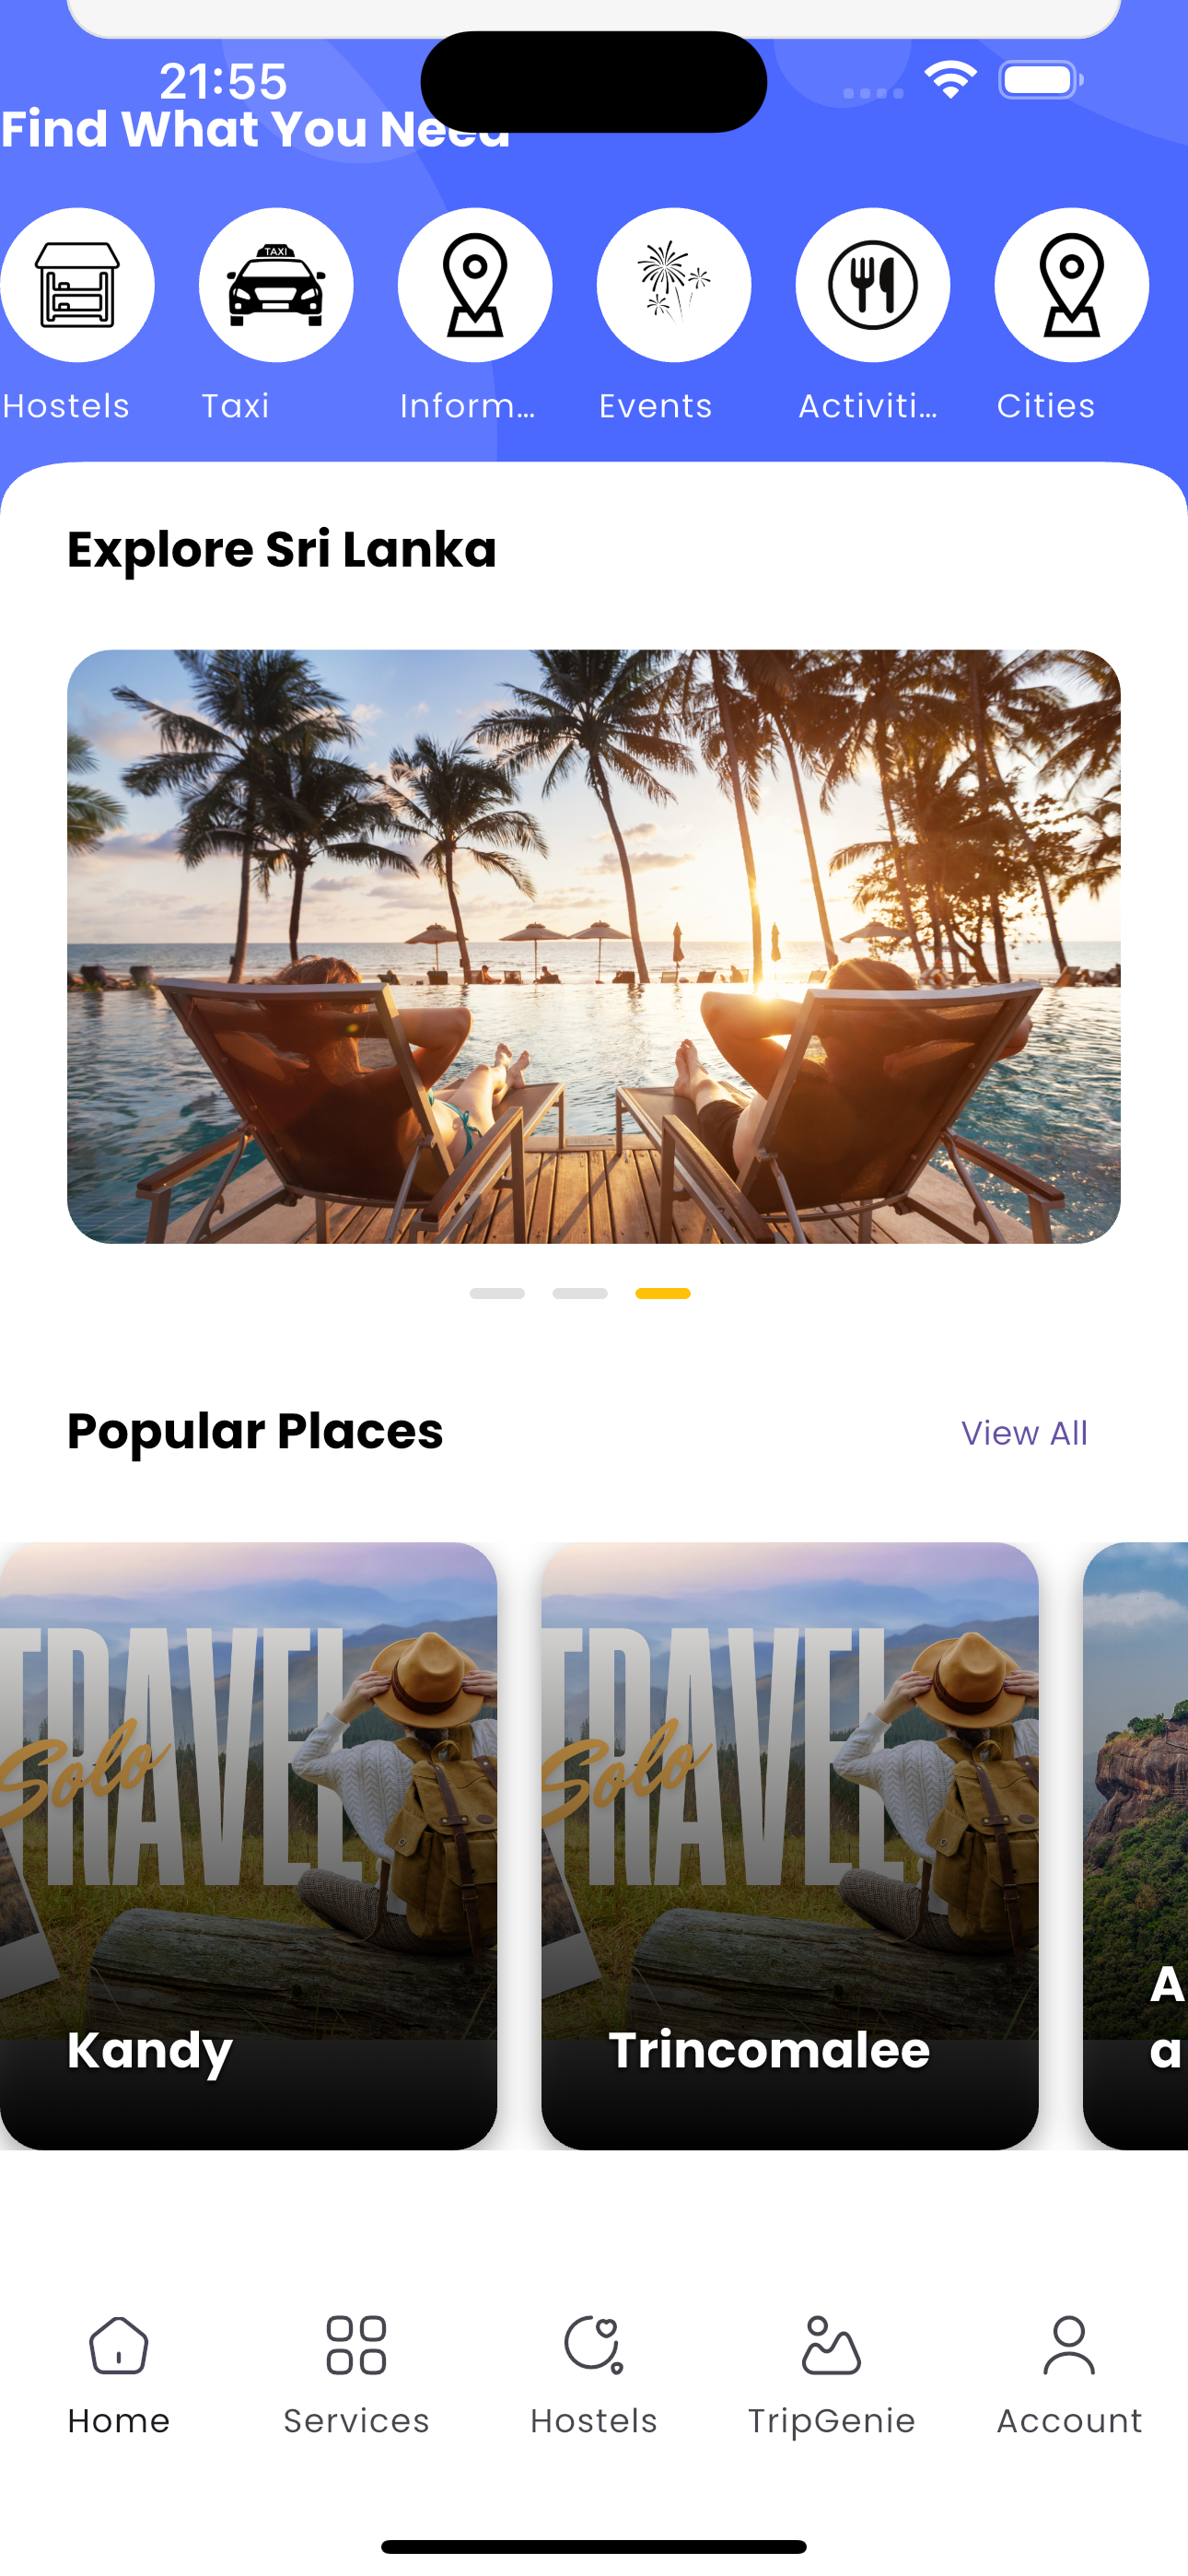 21:55
Find What You Need
TAXI
Hostels
Taxi
Inform...
Events
Activiti...
Cities
Explore Sri Lanka
Popular Places
View All
TRAVEL
Solo
Kandy
TRAVEL
Solo
Trincomalee
A
a
Home
Services
Hostels
TripGenie
Account